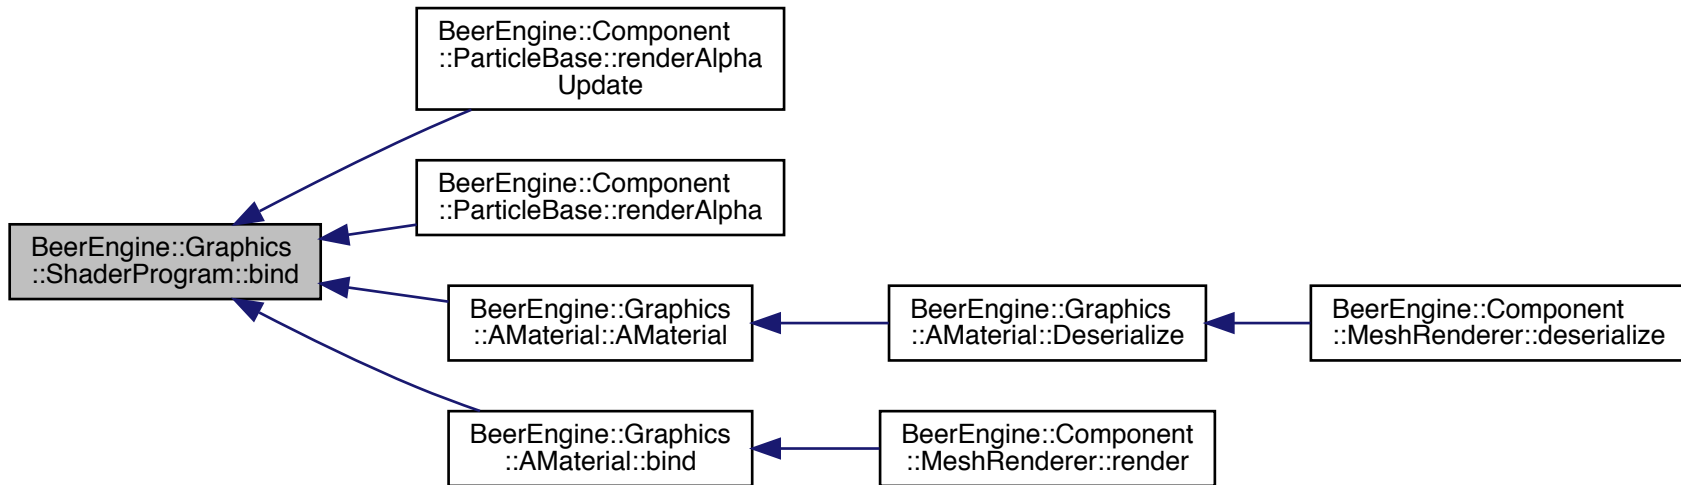 BeerEngine::Component
::ParticleBase::renderAlpha
Update
BeerEngine::Component
::ParticleBase::renderAlpha
BeerEngine::Graphics
::ShaderProgram::bind
BeerEngine::Graphics
::AMaterial::AMaterial
BeerEngine::Graphics
::AMaterial::Deserialize
BeerEngine::Component
::MeshRenderer::deserialize
BeerEngine::Graphics
::AMaterial::bind
BeerEngine::Component
::MeshRenderer::render